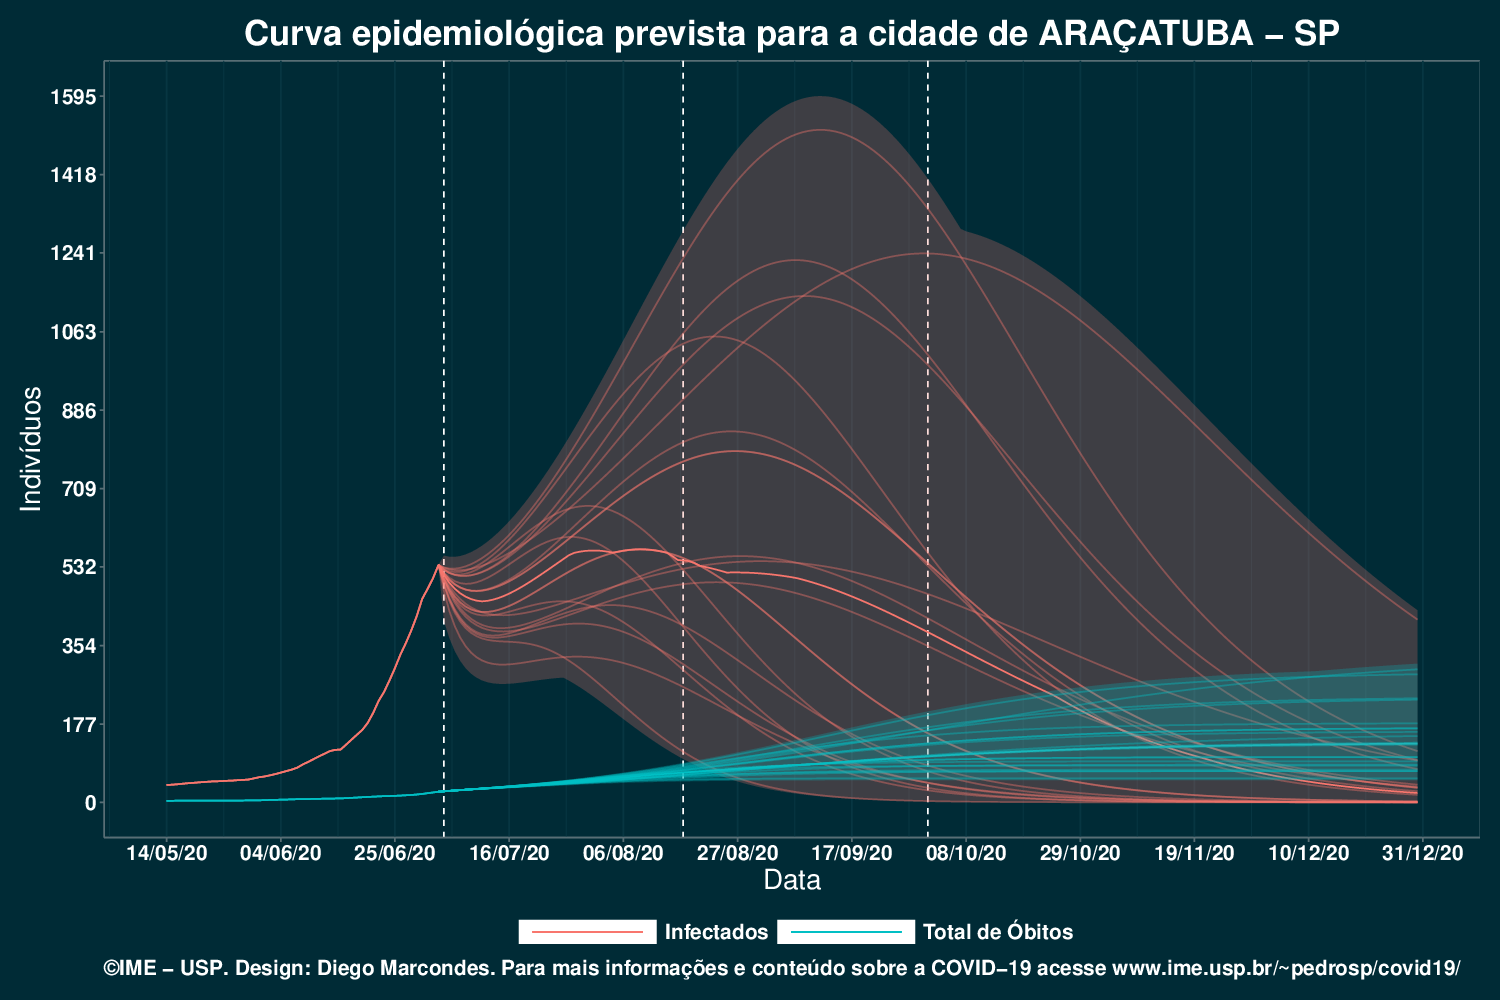 Curva epidemiológica prevista para a cidade de ARAÇATUBA – SP
Indivíduos
1595
1418
1241
1063
886
709
532
354
177
0
14/05/20 04/06/20 25/06/20 16/07/20 06/08/20 27/08/20 17/09/20 08/10/20 29/10/20 19/11/20 10/12/20 31/12/20
Data
Infectados Total de Óbitos
©IME – USP. Design: Diego Marcondes. Para mais informações e conteúdo sobre a COVID–19 acesse www.ime.usp.br/~pedrosp/covid19/